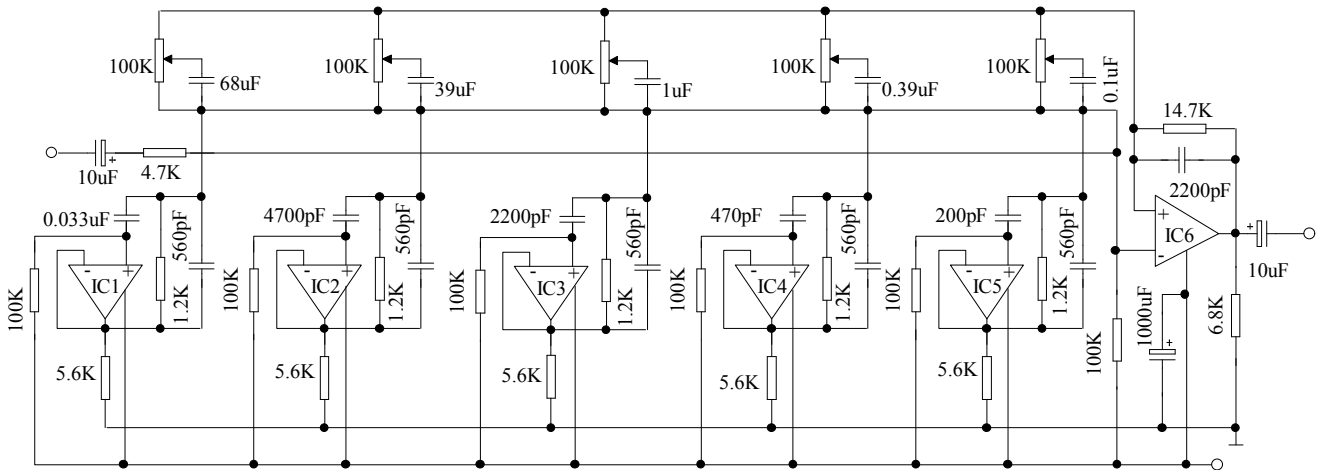 100K
68uF
100K
39uF
100K
1uF
100K
0.39uF
100K
0.1uF
14.7K
10uF
+
4.7K
2200pF
0.033uF
560pF
4700pF
560pF
2200pF
560pF
470pF
560pF
200pF
560pF
100K
- +
IC1
1.2K
100K
- +
IC2
1.2K
100K
- +
IC3
1.2K
100K
- +
IC4
1.2K
100K
- +
IC5
1.2K
+
IC6
-
+
10uF
5.6K
5.6K
5.6K
5.6K
5.6K
100K
1000uF
+
6.8K